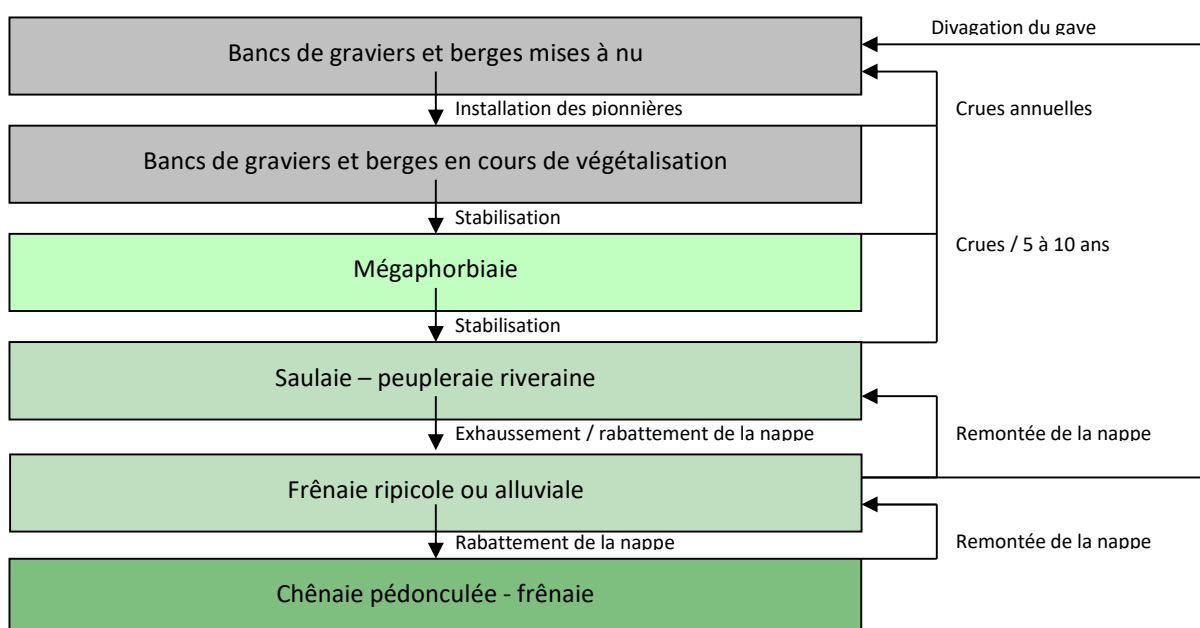 Divagation du gave
Bancs de graviers et berges mises à nu
Installation des pionnières
Crues annuelles
Bancs de graviers et berges en cours de végétalisation
Stabilisation
Crues / 5 à 10 ans
Mégaphorbiaie
Stabilisation
Saulaie – peupleraie riveraine
Exhaussement / rabattement de la nappe
Remontée de la nappe
Frênaie ripicole ou alluviale
Rabattement de la nappe
Remontée de la nappe
Chênaie pédonculée - frênaie